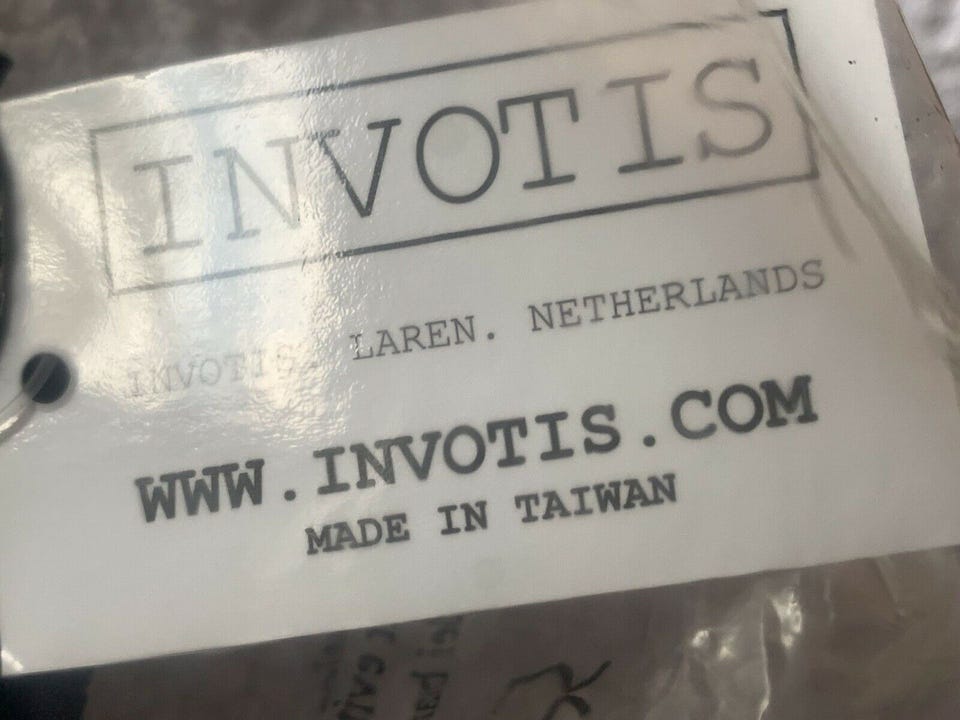 INVOTIS
INVOTIS. LAREN. NETHERLANDS
WWW.INVOTIS.COM
MADE IN TAIWAN